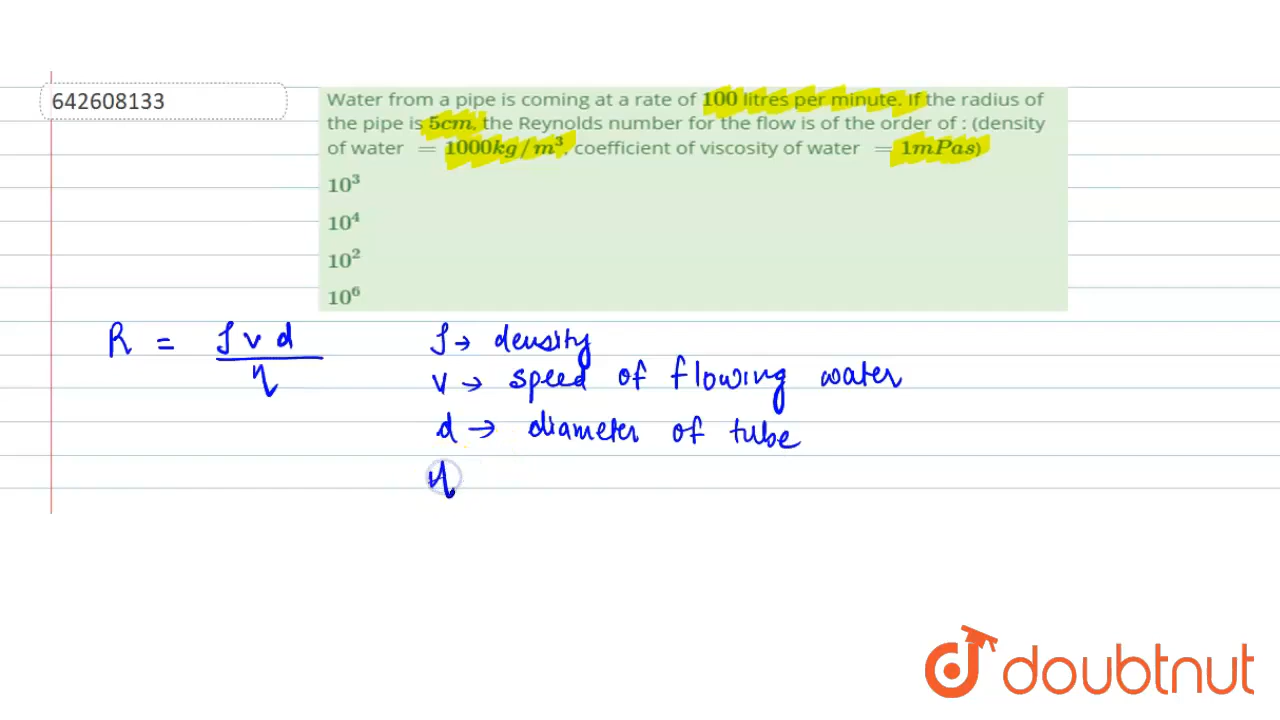 642608133
Water from a pipe is coming at a rate of 100 litres per minute. If the radius of
the pipe is 5cm, the Reynolds number for the flow is of the order of : (density
of water = 1000kg/m³, coefficient of viscosity of water = 1mPas)
10³
10⁴
10²
10⁶
R = ρvd/η
ρ → density
v → speed of flowing water
d → diameter of tube
η
doubtnut